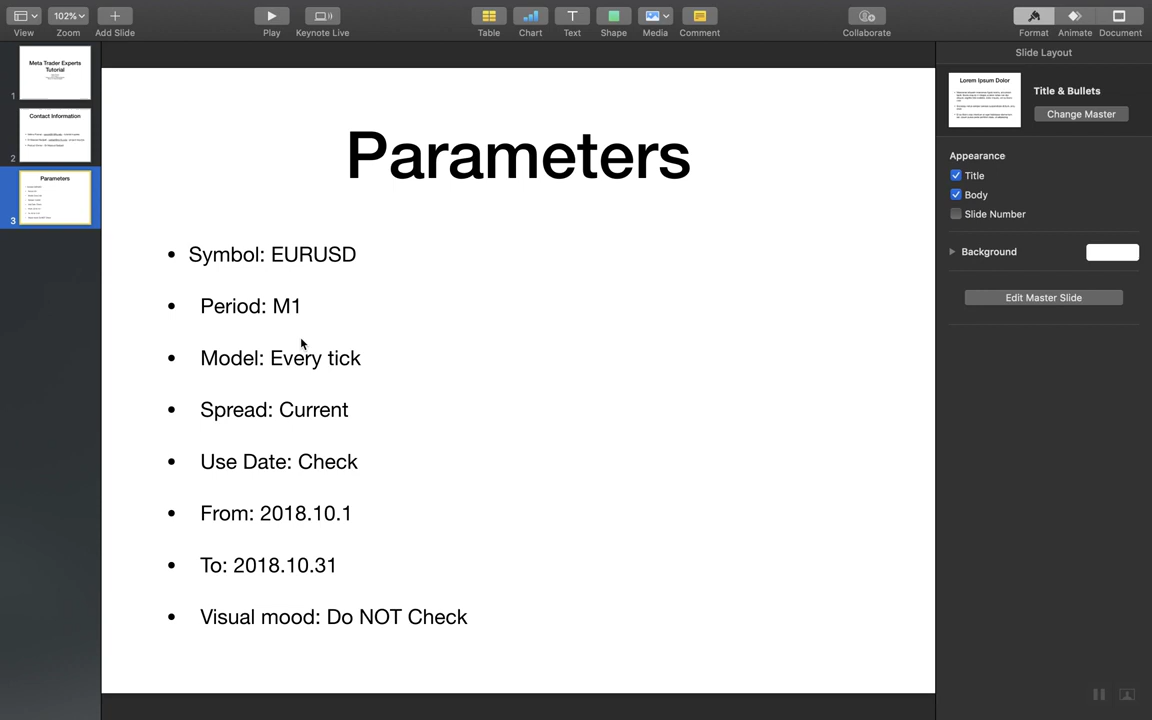 102%
View
Zoom
Add Slide
Play
Keynote Live
Table
Chart
Text
Shape
Media
Comment
Collaborate
Format
Animate
Document
Meta Trader Experts
Tutorial
1
Contact Information
2
Parameters
3
Parameters
• Symbol: EURUSD
• Period: M1
• Model: Every tick
• Spread: Current
• Use Date: Check
• From: 2018.10.1
• To: 2018.10.31
• Visual mood: Do NOT Check
Slide Layout
Lorem Ipsum Dolor
Title & Bullets
Change Master
Appearance
Title
Body
Slide Number
Background
Edit Master Slide